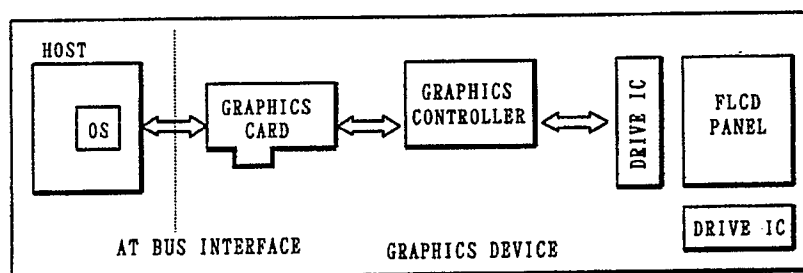 HOST
OS
GRAPHICS
CARD
GRAPHICS
CONTROLLER
DRIVE IC
FLCD
PANEL
DRIVE IC
AT BUS INTERFACE
GRAPHICS DEVICE